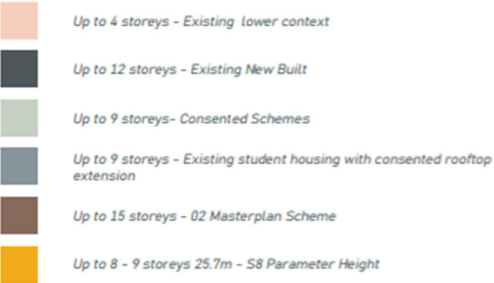 Up to 4 storeys - Existing lower context
Up to 12 storeys - Existing New Built
Up to 9 storeys- Consented Schemes
Up to 9 storeys - Existing student housing with consented rooftop
extension
Up to 15 storeys - 02 Masterplan Scheme
Up to 8 - 9 storeys 25.7m - S8 Parameter Height